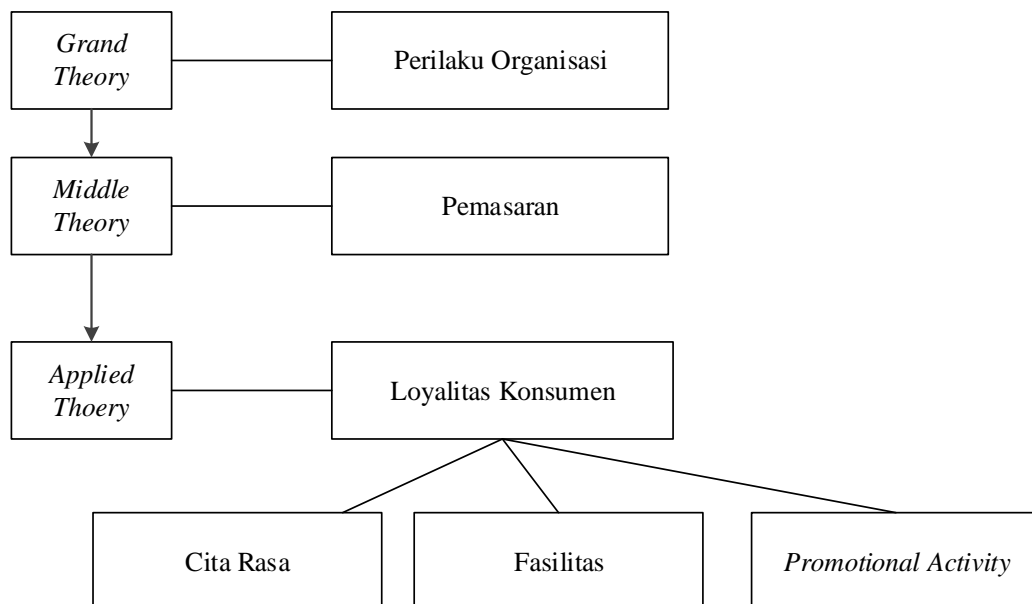 Grand
Theory
Perilaku Organisasi
Middle
Theory
Pemasaran
Applied
Thoery
Loyalitas Konsumen
Cita Rasa
Fasilitas
Promotional Activity